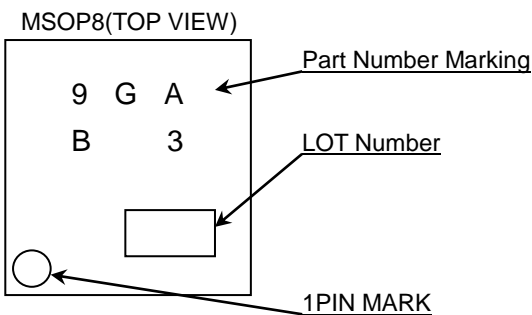 MSOP8(TOP VIEW)
Part Number Marking
9 G A
B 3
LOT Number
1PIN MARK